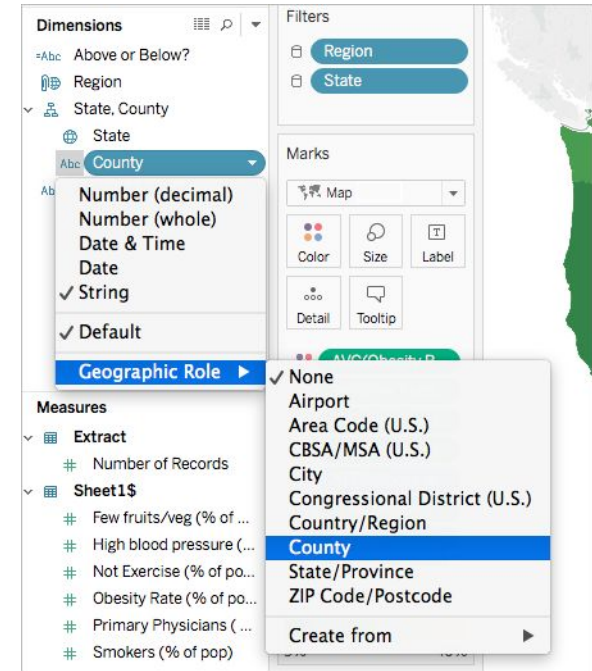 Dimensions
=Abc Above or Below?
Region
State, County
State
Abc County
Ab
Number (decimal)
Number (whole)
Date & Time
Date
✓ String
✓ Default
Geographic Role ▶
Measures
Extract
# Number of Records
Sheet1$
# Few fruits/veg (% of ...
# High blood pressure (...
# Not Exercise (% of po...
# Obesity Rate (% of po...
# Primary Physicians ( ...
# Smokers (% of pop)
Filters
Region
State
Marks
Map
Color
Size
T
Label
Detail
Tooltip
✓ None
Airport
Area Code (U.S.)
CBSA/MSA (U.S.)
City
Congressional District (U.S.)
Country/Region
County
State/Province
ZIP Code/Postcode
Create from ▶